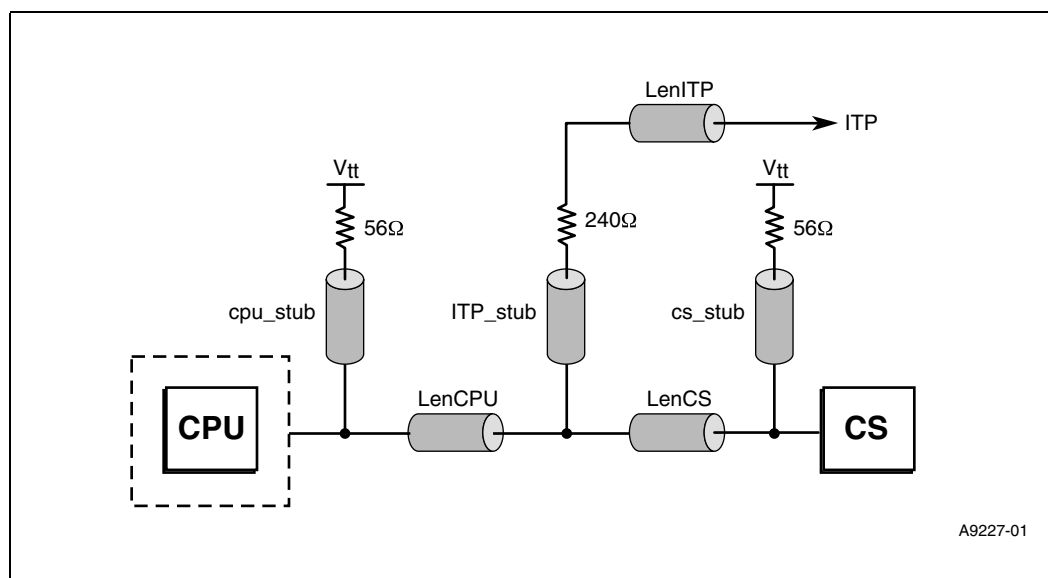 LenITP
ITP
Vtt
Vtt
56Ω
240Ω
56Ω
cpu_stub
ITP_stub
cs_stub
LenCPU
LenCS
CPU
CS
A9227-01